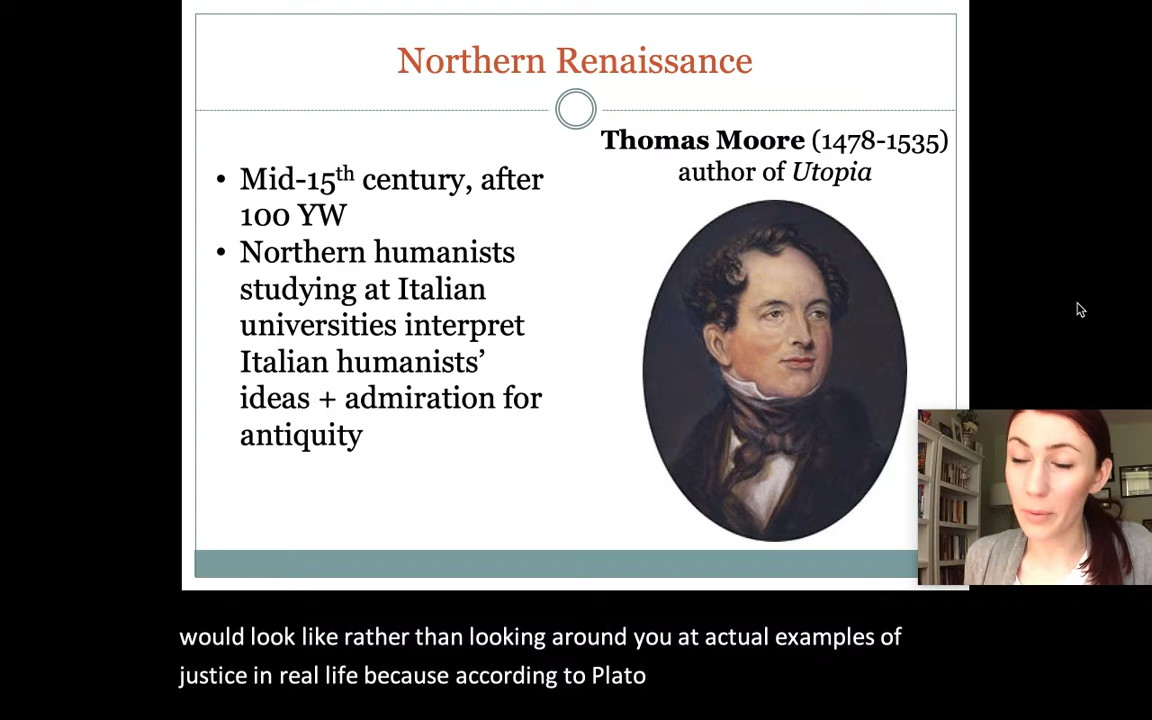 Northern Renaissance
Thomas Moore (1478-1535)
author of Utopia
• Mid-15th century, after
100 YW
• Northern humanists
studying at Italian
universities interpret
Italian humanists’
ideas + admiration for
antiquity
would look like rather than looking around you at actual examples of
justice in real life because according to Plato